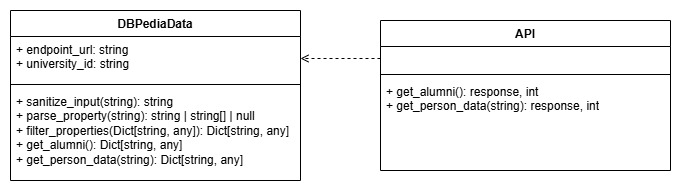 DBPediaData
+ endpoint_url: string
+ university_id: string
+ sanitize_input(string): string
+ parse_property(string): string | string[] | null
+ filter_properties(Dict[string, any]): Dict[string, any]
+ get_alumni(): Dict[string, any]
+ get_person_data(string): Dict[string, any]
API
+ get_alumni(): response, int
+ get_person_data(string): response, int